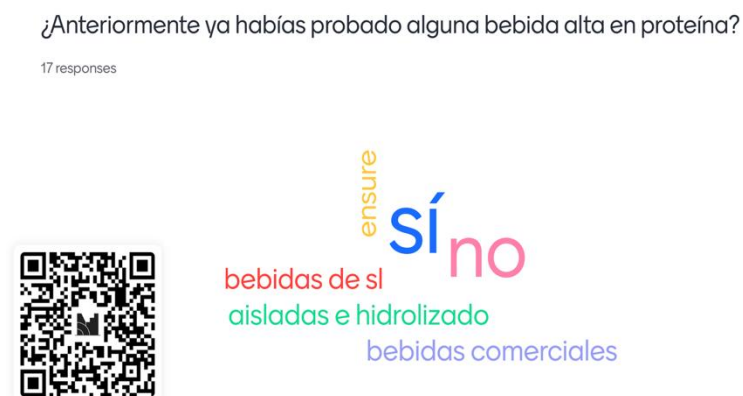 ¿Anteriormente ya habías probado alguna bebida alta en proteína?
17 responses
ensure
sí
no
bebidas de sl
aisladas e hidrolizado
bebidas comerciales